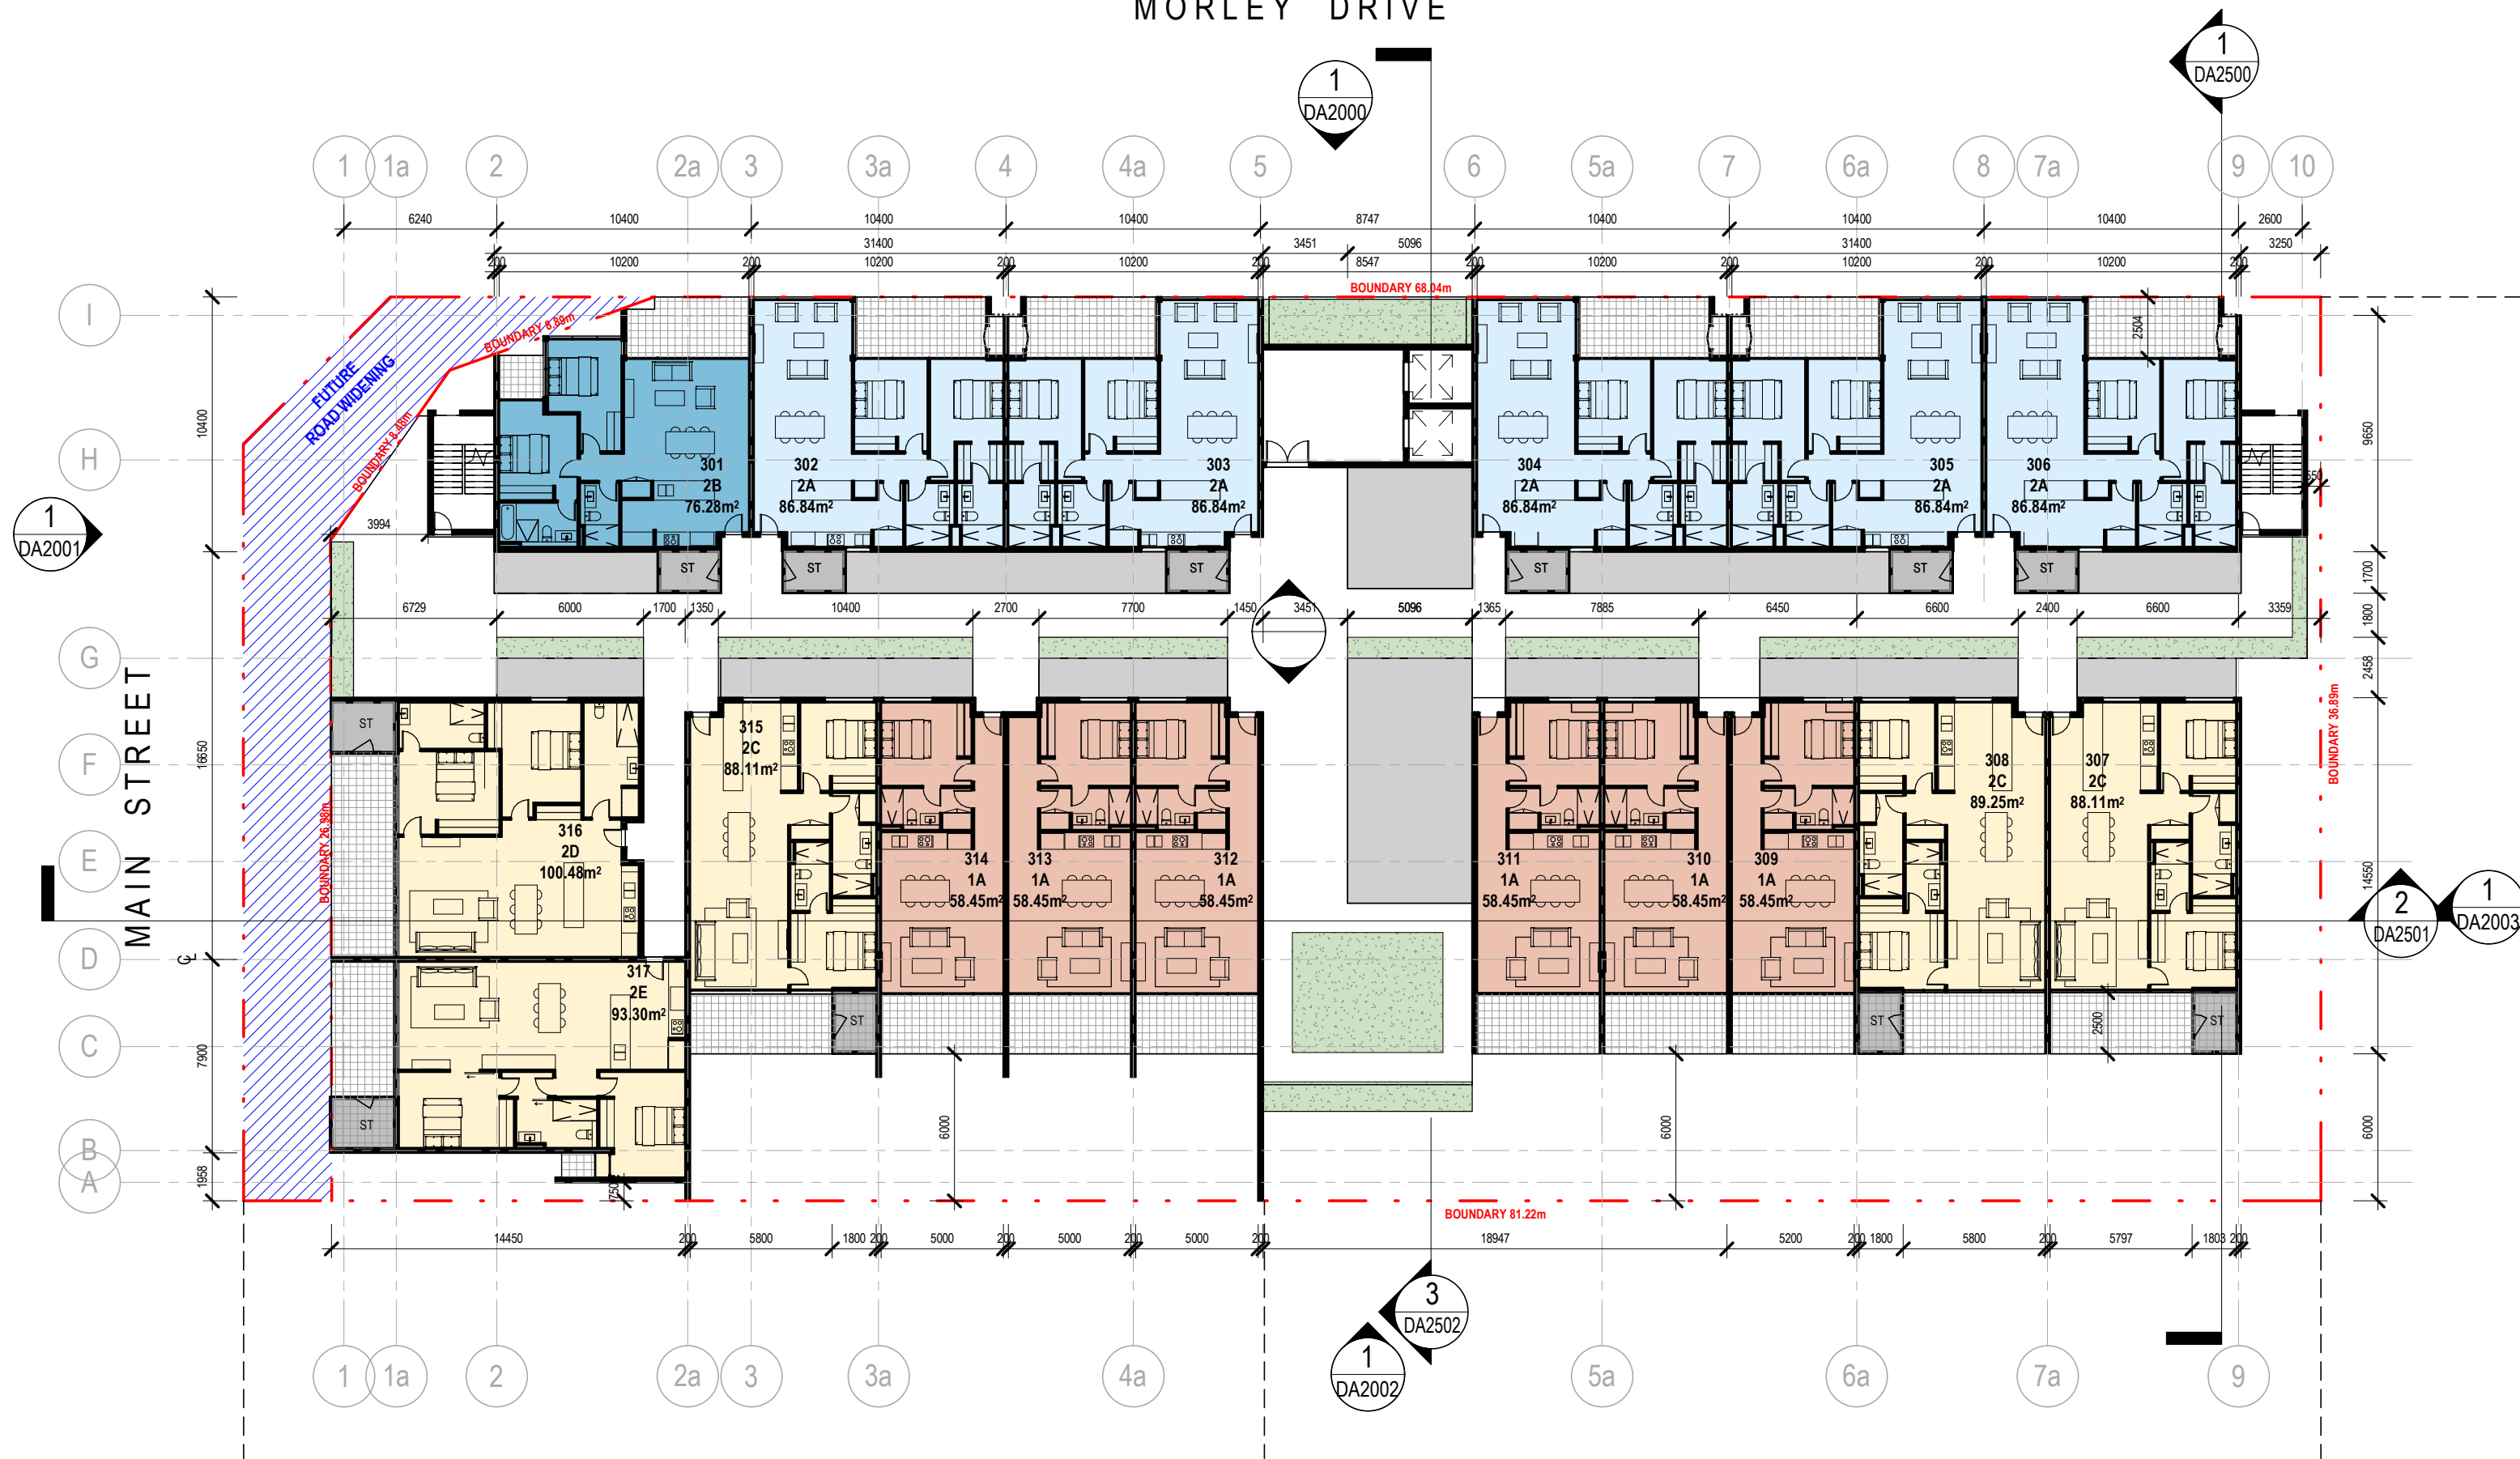 MORLEY DRIVE
1
DA2000
1
DA2500
1 1a 2 2a 3 3a 4 4a 5 6 5a 7 6a 8 7a 9 10
6240 10400 10400 10400 8747 10400 10400 10400 2600
31400 3451 5096 31400 3250
200 10200 200 10200 200 10200 200 8547 200 10200 200 10200 200 10200 200
BOUNDARY 68.04m
I
BOUNDARY 8.89m
2504
FUTURE
ROAD WIDENING
BOUNDARY 8.48m
10400
9650
H
301
2B
76.28m²
302
2A
86.84m²
303
2A
86.84m²
304
2A
86.84m²
305
2A
86.84m²
306
2A
86.84m²
1
DA2001
3994
ST ST ST ST ST ST
1700
6729 6000 1700 1350 10400 2700 7700 1450 3451 5096 1365 7885 6450 6600 2400 6600 3359
1800
G
2458
MAIN STREET
16650
BOUNDARY 36.89m
ST
F
315
2C
88.11m²
308
2C
89.25m²
307
2C
88.11m²
BOUNDARY 26.98m
E
316
2D
100.48m²
314
1A
58.45m²
313
1A
58.45m²
312
1A
58.45m²
311
1A
58.45m²
310
1A
58.45m²
309
1A
58.45m²
14550
2
DA2501
1
DA2003
D
℄
317
2E
93.30m²
C
ST ST ST
2500
7900
ST
B
A
6000
6000
6000
1958
750
BOUNDARY 81.22m
14450 200 5800 1800 200 5000 200 5000 200 5000 200 18947 5200 200 1800 5800 200 5797 1803 200
3
DA2502
1
DA2002
1 1a 2 2a 3 3a 4a 5a 6a 7a 9